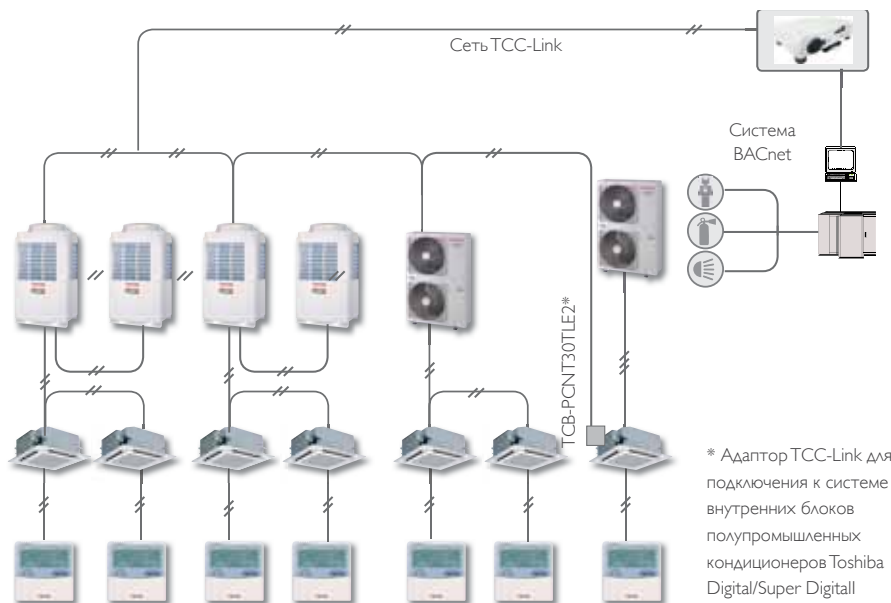 Сеть TCC-Link
Система
BACnet
TCB-PCNT30TLE2*
* Адаптор TCC-Link для
подключения к системе
внутренних блоков
полупромышленных
кондиционеров Toshiba
Digital/Super Digitall